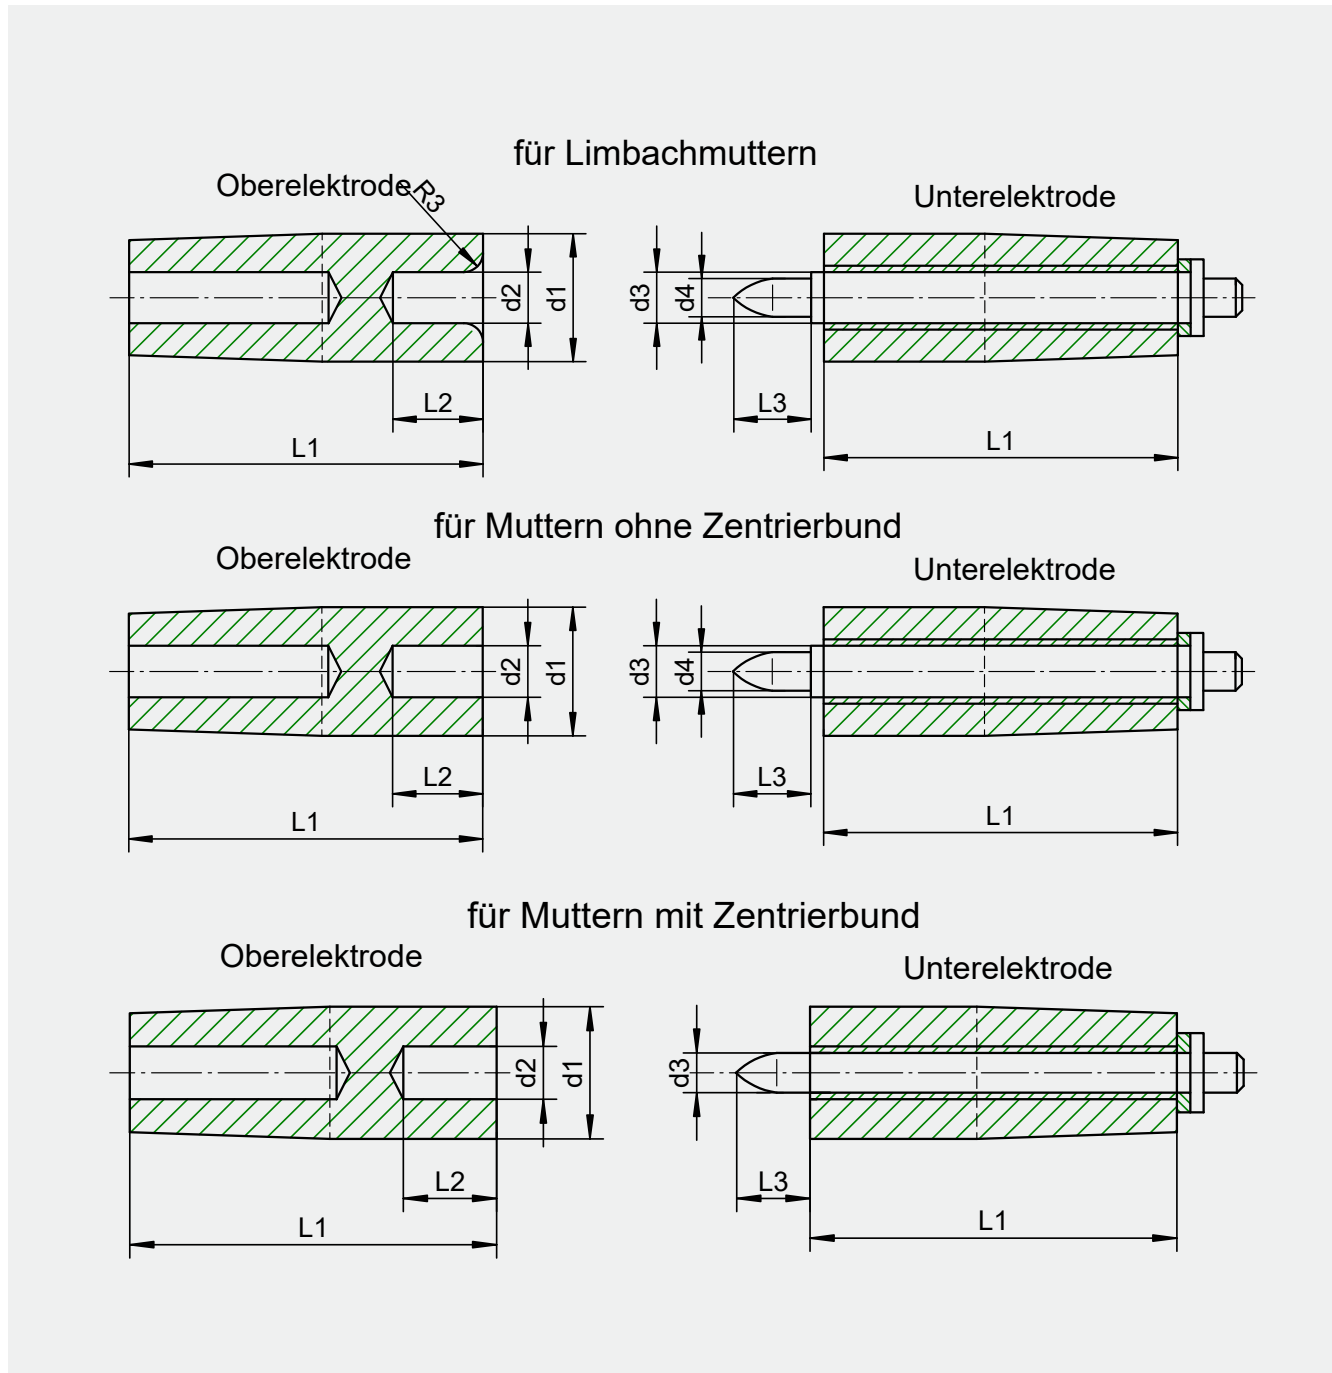 für Limbachmuttern
Oberelektrode
R3
Unterelektrode
d2
d1
d3
d4
L2
L3
L1
L1
für Muttern ohne Zentrierbund
Oberelektrode
Unterelektrode
d2
d1
d3
d4
L2
L3
L1
L1
für Muttern mit Zentrierbund
Oberelektrode
Unterelektrode
d2
d1
d3
L2
L3
L1
L1